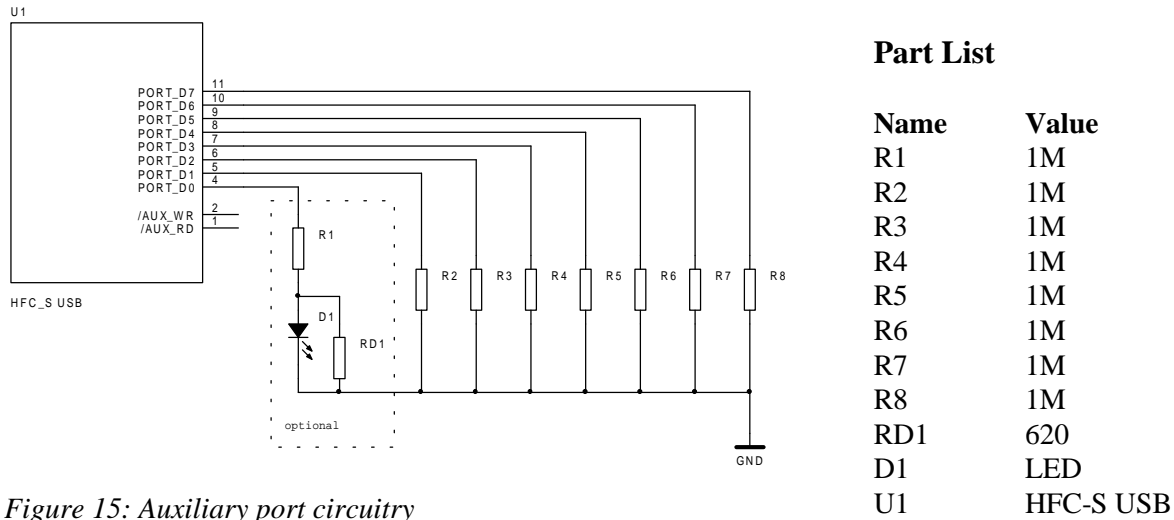 U1
PORT_D7 11
PORT_D6 10
PORT_D5 9
PORT_D4 8
PORT_D3 7
PORT_D2 6
PORT_D1 5
PORT_D0 4
/AUX_WR 2
/AUX_RD 1
HFC_S USB
R1
D1
RD1
optional
R2 R3 R4 R5 R6 R7 R8
GND
Figure 15: Auxiliary port circuitry
Part List
Name Value
R1 1M
R2 1M
R3 1M
R4 1M
R5 1M
R6 1M
R7 1M
R8 1M
RD1 620
D1 LED
U1 HFC-S USB